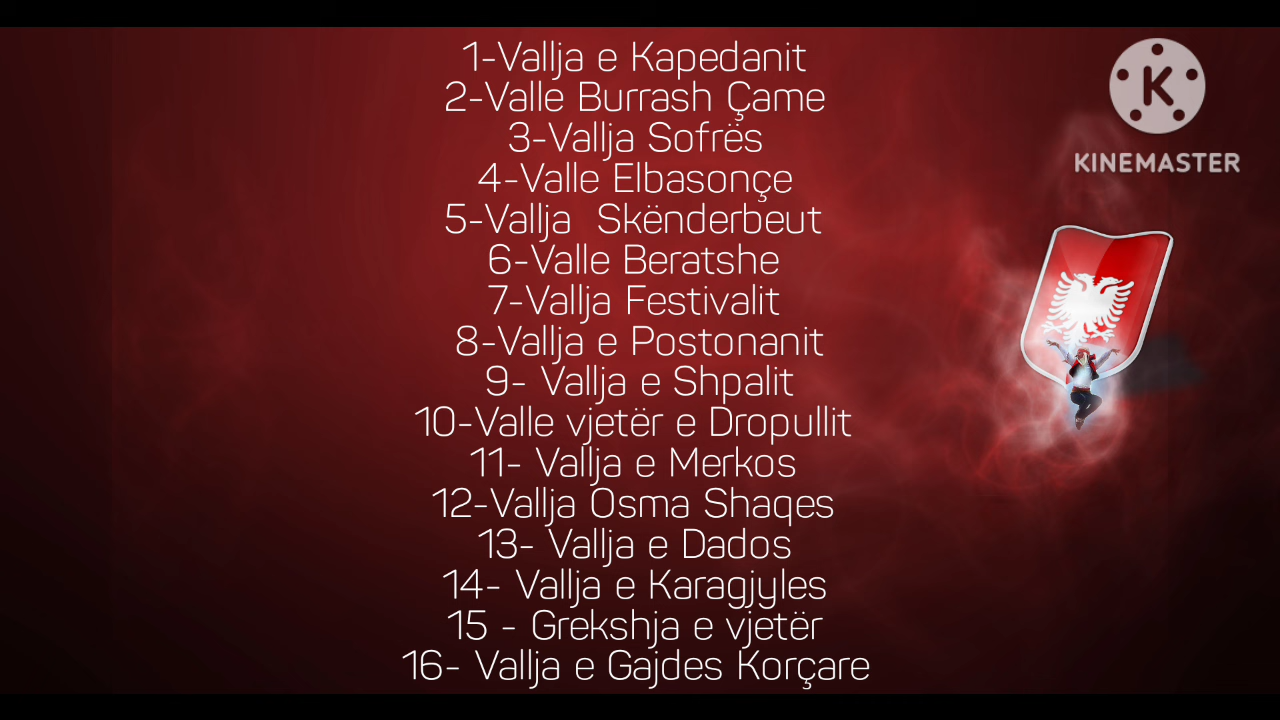 1-Vallja e Kapedanit
2-Valle Burrash Çame
3-Vallja Sofrës
4-Valle Elbasonçe
5-Vallja  Skënderbeut
6-Valle Beratshe
7-Vallja Festivalit
8-Vallja e Postonanit
9- Vallja e Shpalit
10-Valle vjetër e Dropullit
11- Vallja e Merkos
12-Vallja Osma Shaqes
13- Vallja e Dados
14- Vallja e Karagjyles
15 - Grekshja e vjetër
16- Vallja e Gajdes Korçare
K
KINEMASTER